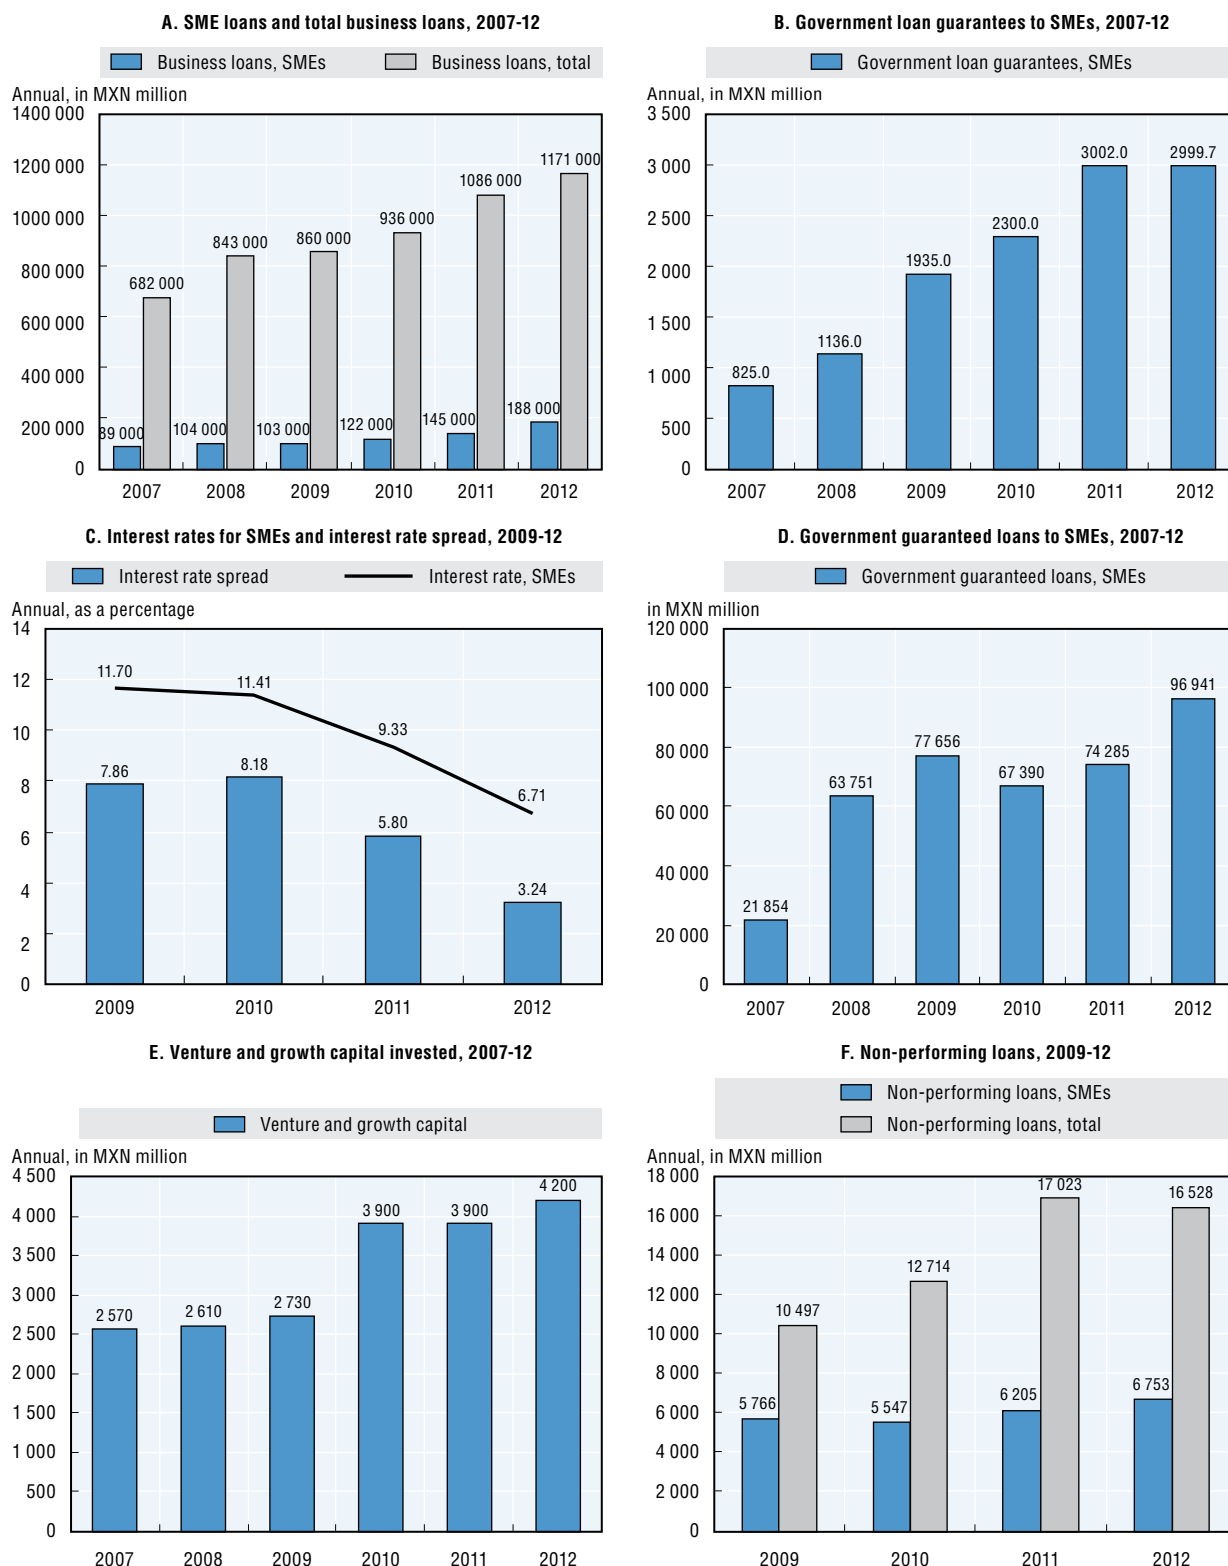 A. SME loans and total business loans, 2007-12
Business loans, SMEs Business loans, total
Annual, in MXN million
1400 000
1200 000
1000 000
800 000
600 000
400 000
200 000
0
89 000 682 000 104 000 843 000 103 000 860 000 122 000 936 000 145 000 1086 000 188 000 1171 000
2007 2008 2009 2010 2011 2012
B. Government loan guarantees to SMEs, 2007-12
Government loan guarantees, SMEs
Annual, in MXN million
3 500
3 000
2 500
2 000
1 500
1 000
500
0
825.0 1136.0 1935.0 2300.0 3002.0 2999.7
2007 2008 2009 2010 2011 2012
C. Interest rates for SMEs and interest rate spread, 2009-12
Interest rate spread Interest rate, SMEs
Annual, as a percentage
14
12
10
8
6
4
2
0
11.70 11.41 9.33 6.71
7.86 8.18 5.80 3.24
2009 2010 2011 2012
D. Government guaranteed loans to SMEs, 2007-12
Government guaranteed loans, SMEs
in MXN million
120 000
100 000
80 000
60 000
40 000
20 000
0
21 854 63 751 77 656 67 390 74 285 96 941
2007 2008 2009 2010 2011 2012
E. Venture and growth capital invested, 2007-12
Venture and growth capital
Annual, in MXN million
4 500
4 000
3 500
3 000
2 500
2 000
1 500
1 000
500
0
2 570 2 610 2 730 3 900 3 900 4 200
2007 2008 2009 2010 2011 2012
F. Non-performing loans, 2009-12
Non-performing loans, SMEs
Non-performing loans, total
Annual, in MXN million
18 000
16 000
14 000
12 000
10 000
8 000
6 000
4 000
2 000
0
5 766 10 497 5 547 12 714 6 205 17 023 6 753 16 528
2009 2010 2011 2012